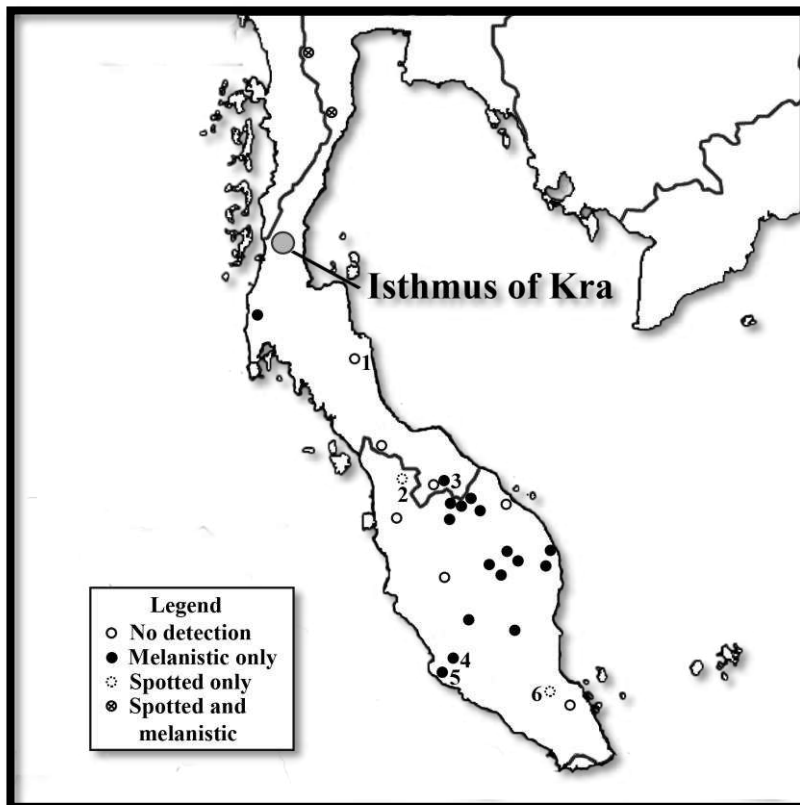 Isthmus of Kra
1
3
2
4
5
6
Legend
No detection
Melanistic only
Spotted only
Spotted and
melanistic